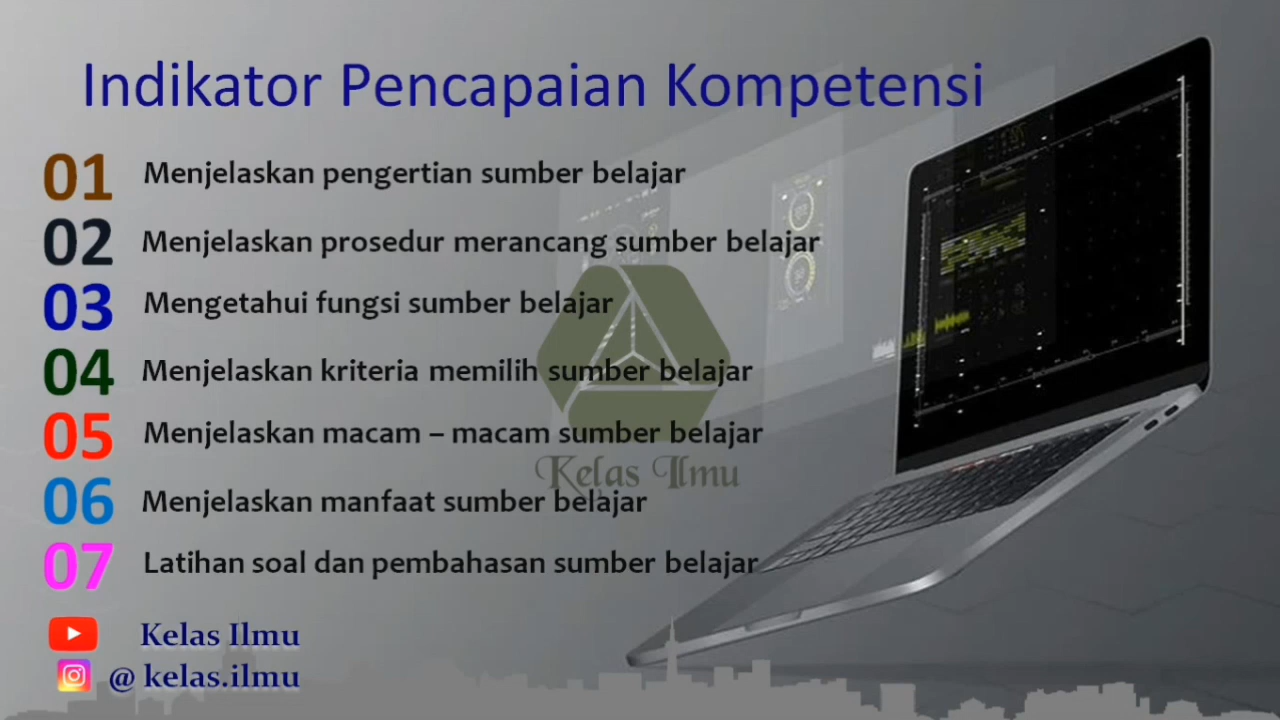 Indikator Pencapaian Kompetensi
01 Menjelaskan pengertian sumber belajar
02 Menjelaskan prosedur merancang sumber belajar
03 Mengetahui fungsi sumber belajar
04 Menjelaskan kriteria memilih sumber belajar
05 Menjelaskan macam – macam sumber belajar
Kelas Ilmu
06 Menjelaskan manfaat sumber belajar
07 Latihan soal dan pembahasan sumber belajar
Kelas Ilmu
@ kelas.ilmu